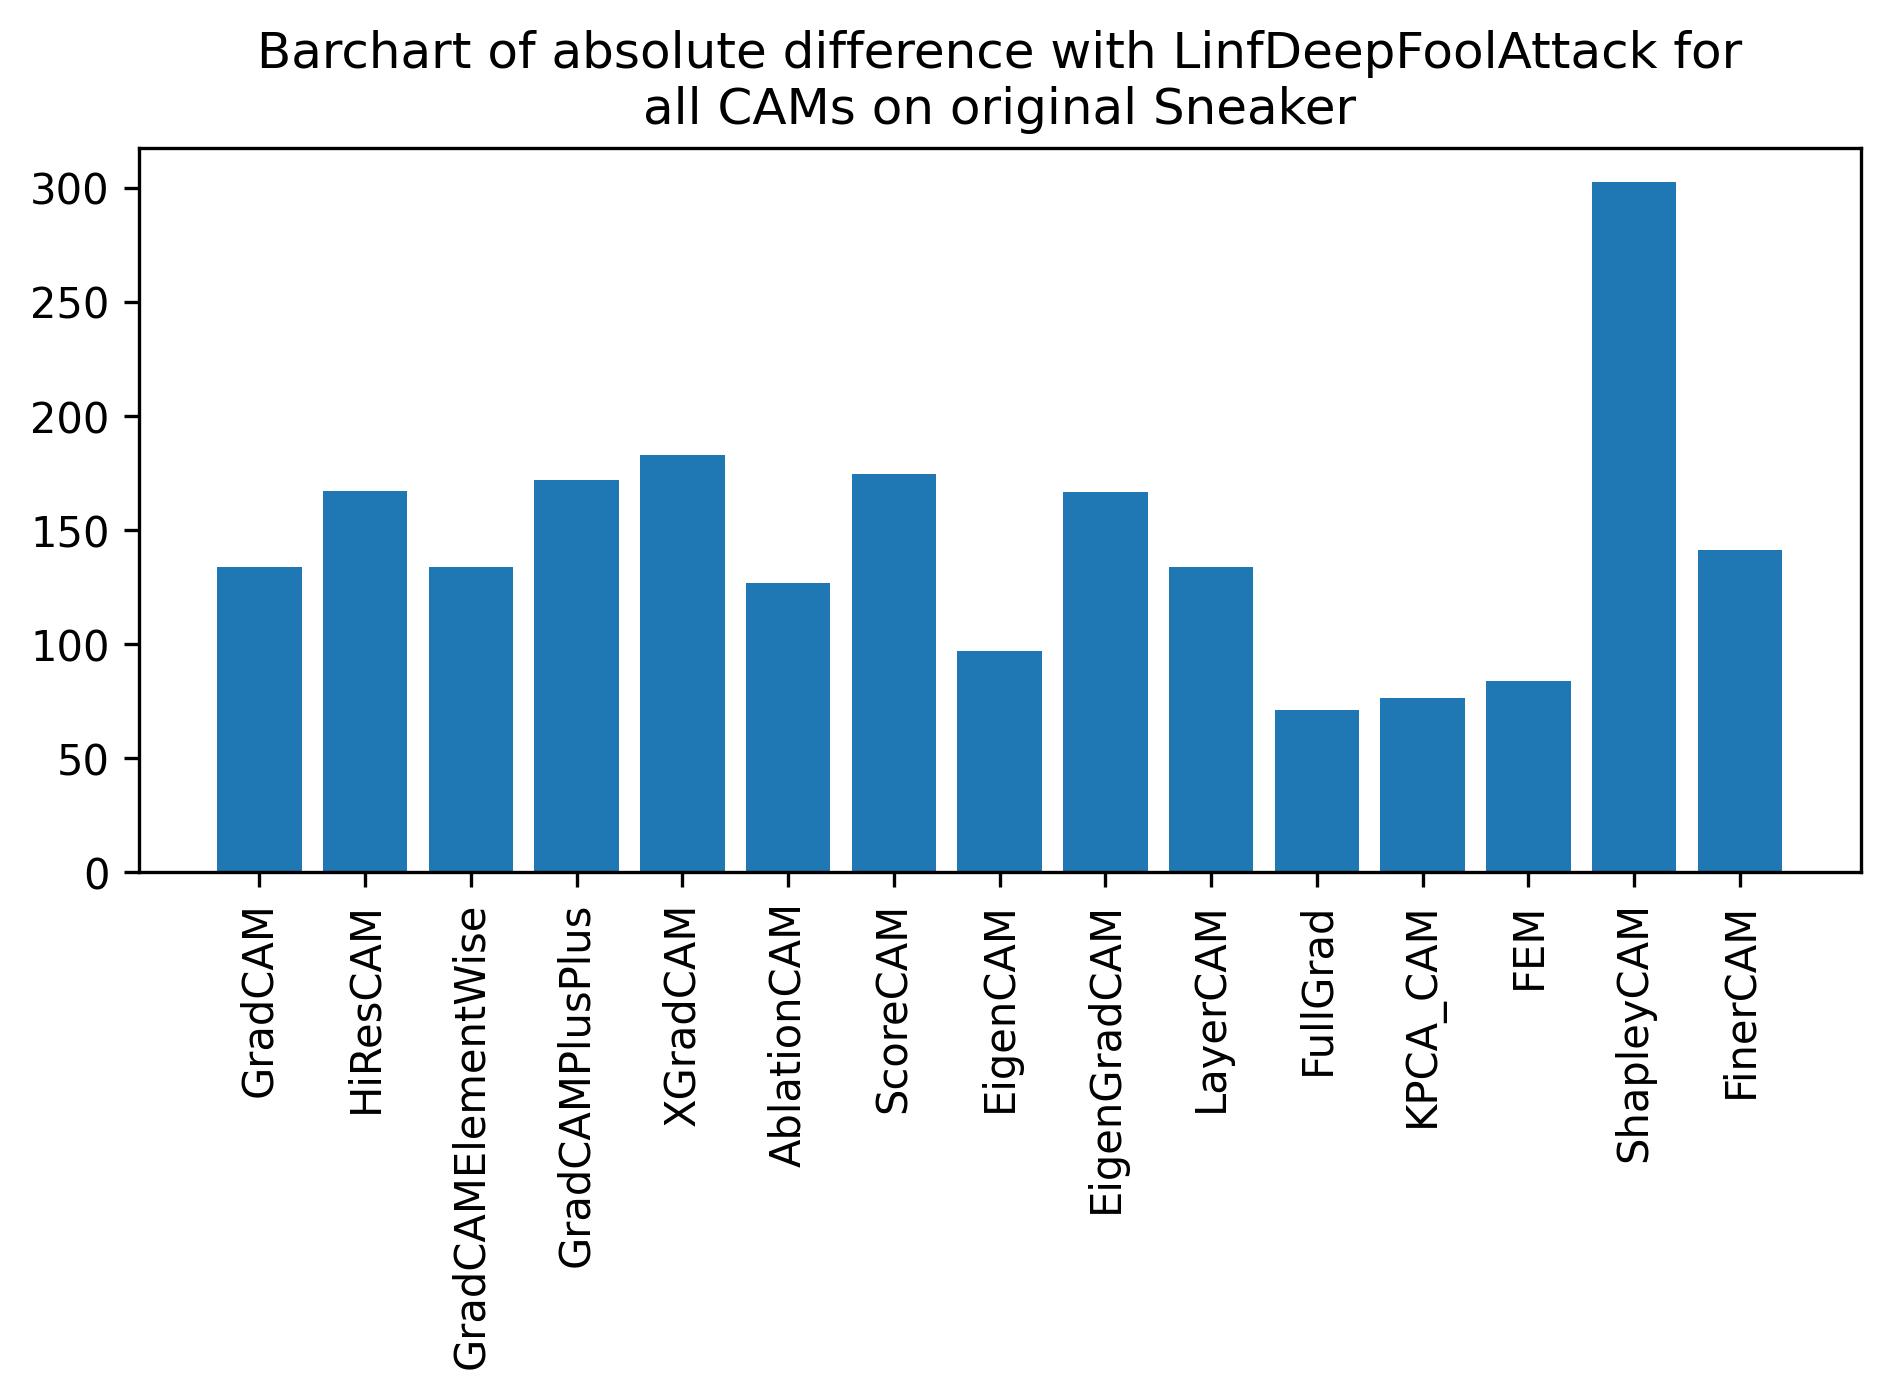 Barchart of absolute difference with LinfDeepFoolAttack for
all CAMs on original Sneaker
300
250
200
150
100
50
0
GradCAM
HiResCAM
GradCAMElementWise
GradCAMPlusPlus
XGradCAM
AblationCAM
ScoreCAM
EigenCAM
EigenGradCAM
LayerCAM
FullGrad
KPCA_CAM
FEM
ShapleyCAM
FinerCAM